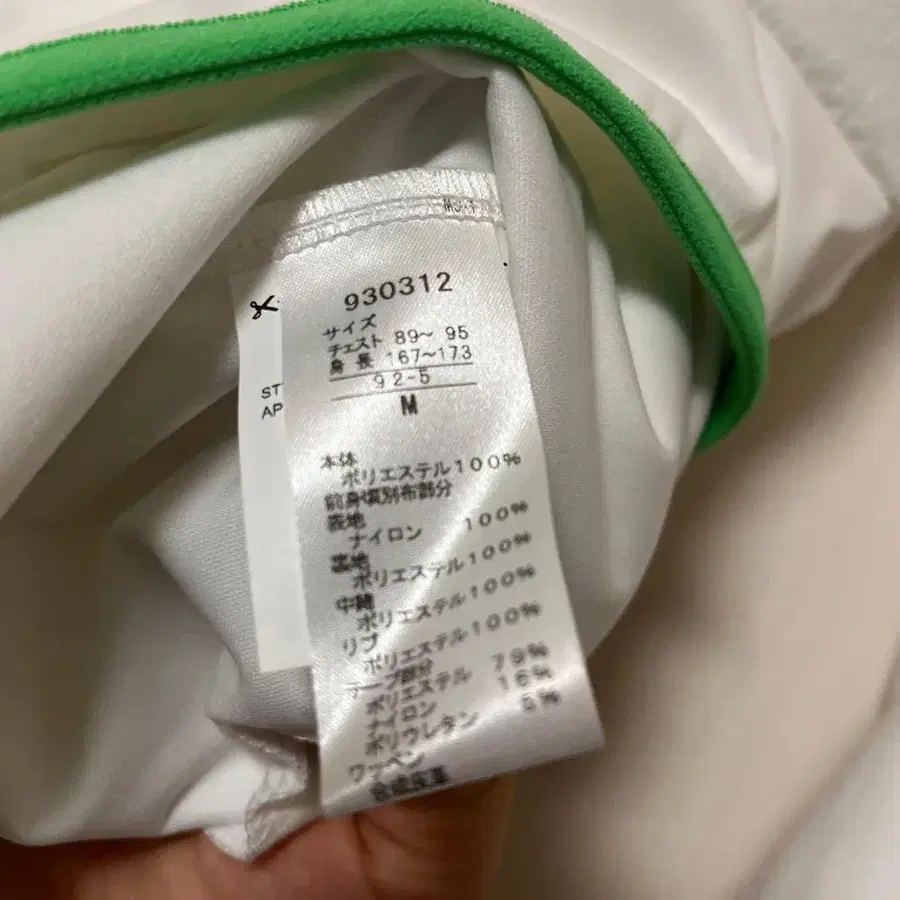 930312
サイズ
チェスト 89～ 95
身長 167～173
92-5
M
ST
AP
本体
ポリエステル100%
前身頃別布部分
表地
ナイロン 100%
裏地
ポリエステル100%
中綿
ポリエステル100%
リブ
ポリエステル100%
テープ部分
ポリエステル 79%
ナイロン 16%
ポリウレタン 5%
ワッペン
合成皮革